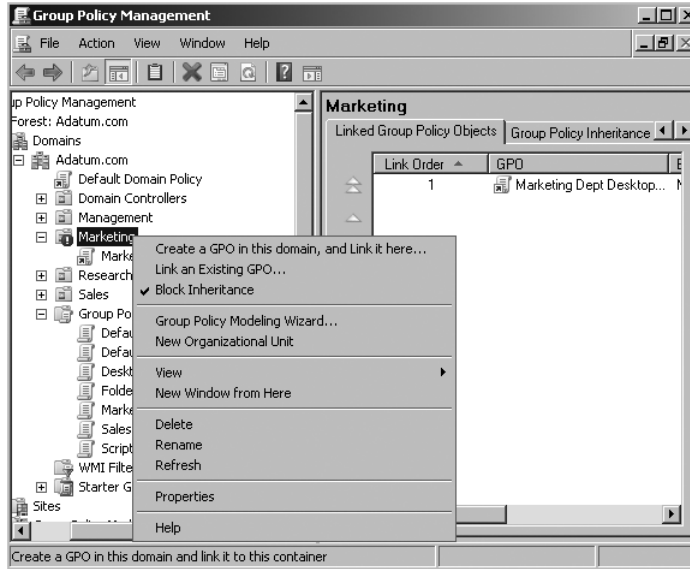 Group Policy Management
File Action View Window Help
up Policy Management
Forest: Adatum.com
Domains
Adatum.com
Default Domain Policy
Domain Controllers
Management
Marketing
Marke
Research
Sales
Group Po
Defau
Defau
Deskt
Folde
Marke
Sales
Script
WMI Filte
Starter G
Sites
Marketing
Linked Group Policy Objects Group Policy Inheritance
Link Order GPO E
1 Marketing Dept Desktop...
Create a GPO in this domain, and Link it here...
Link an Existing GPO...
Block Inheritance
Group Policy Modeling Wizard...
New Organizational Unit
View
New Window from Here
Delete
Rename
Refresh
Properties
Help
Create a GPO in this domain and link it to this container